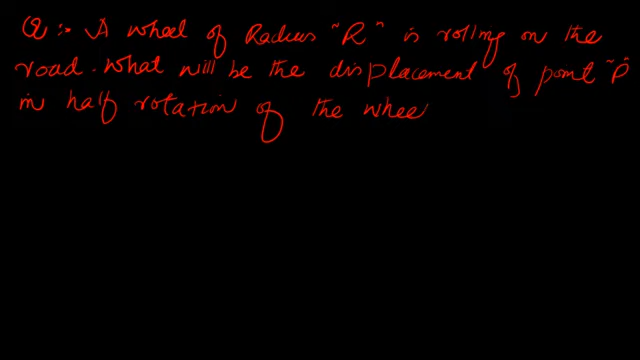 Q :- A wheel of Radius "R" is rolling on the
road. What will be the displacement of point "P"
in half rotation of the whee